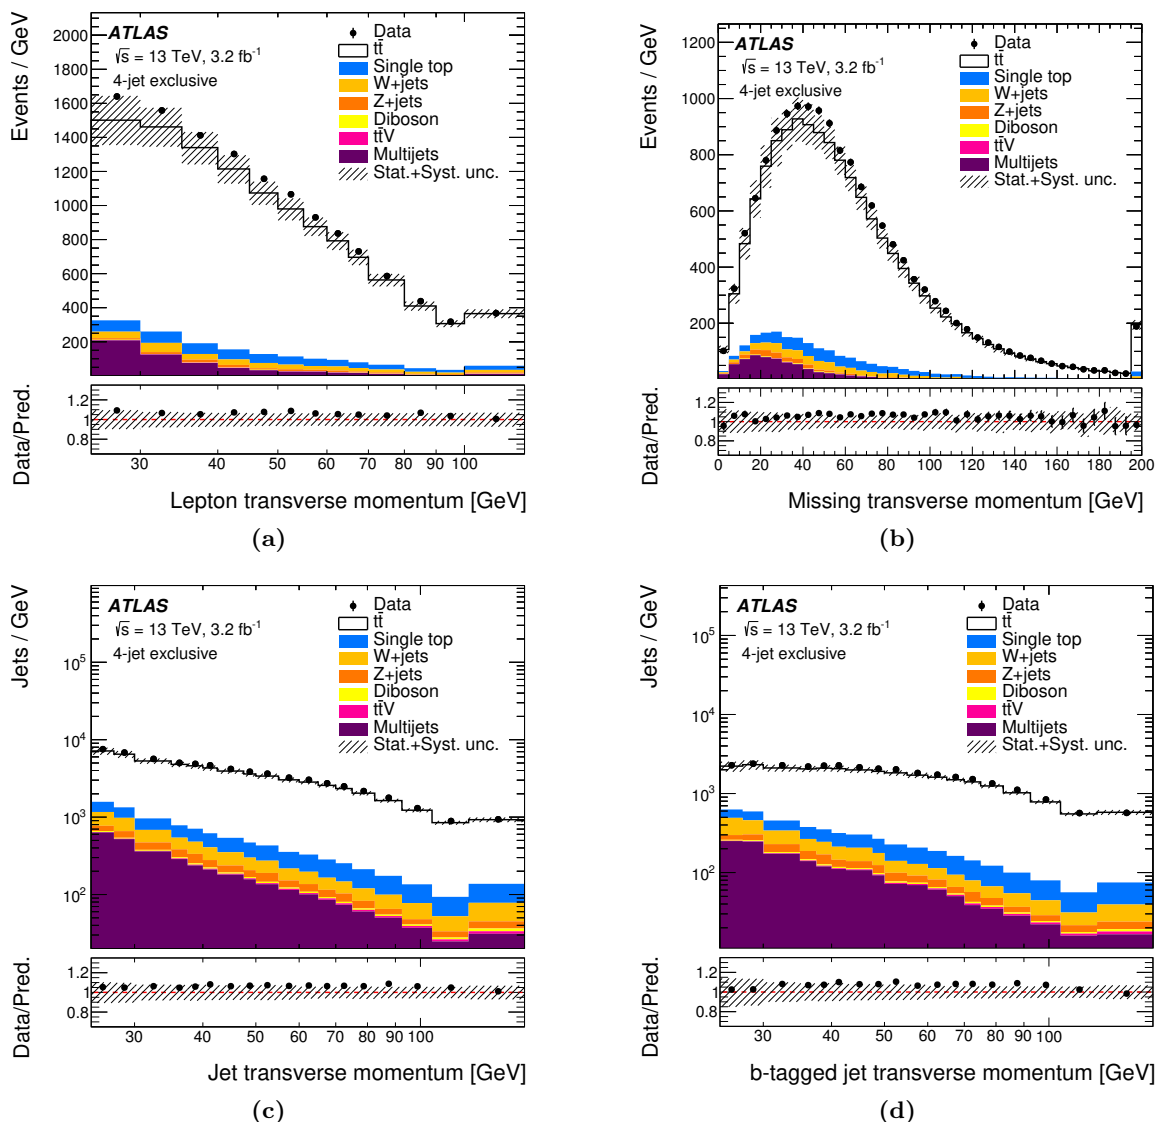 Events / GeV
2000
1800
1600
1400
1200
1000
800
600
400
200
ATLAS
√s = 13 TeV, 3.2 fb⁻¹
4-jet exclusive
Data
tt̄
Single top
W+jets
Z+jets
Diboson
tt̄V
Multijets
Stat.+Syst. unc.
Data/Pred.
1.2
1
0.8
30 40 50 60 70 80 90 100
Lepton transverse momentum [GeV]
(a)
Events / GeV
1200
1000
800
600
400
200
ATLAS
√s = 13 TeV, 3.2 fb⁻¹
4-jet exclusive
Data
tt̄
Single top
W+jets
Z+jets
Diboson
tt̄V
Multijets
Stat.+Syst. unc.
Data/Pred.
1.2
1
0.8
0 20 40 60 80 100 120 140 160 180 200
Missing transverse momentum [GeV]
(b)
Jets / GeV
10⁵
10⁴
10³
10²
ATLAS
√s = 13 TeV, 3.2 fb⁻¹
4-jet exclusive
Data
tt̄
Single top
W+jets
Z+jets
Diboson
tt̄V
Multijets
Stat.+Syst. unc.
Data/Pred.
1.2
1
0.8
30 40 50 60 70 80 90 100
Jet transverse momentum [GeV]
(c)
Jets / GeV
10⁵
10⁴
10³
10²
ATLAS
√s = 13 TeV, 3.2 fb⁻¹
4-jet exclusive
Data
tt̄
Single top
W+jets
Z+jets
Diboson
tt̄V
Multijets
Stat.+Syst. unc.
Data/Pred.
1.2
1
0.8
30 40 50 60 70 80 90 100
b-tagged jet transverse momentum [GeV]
(d)